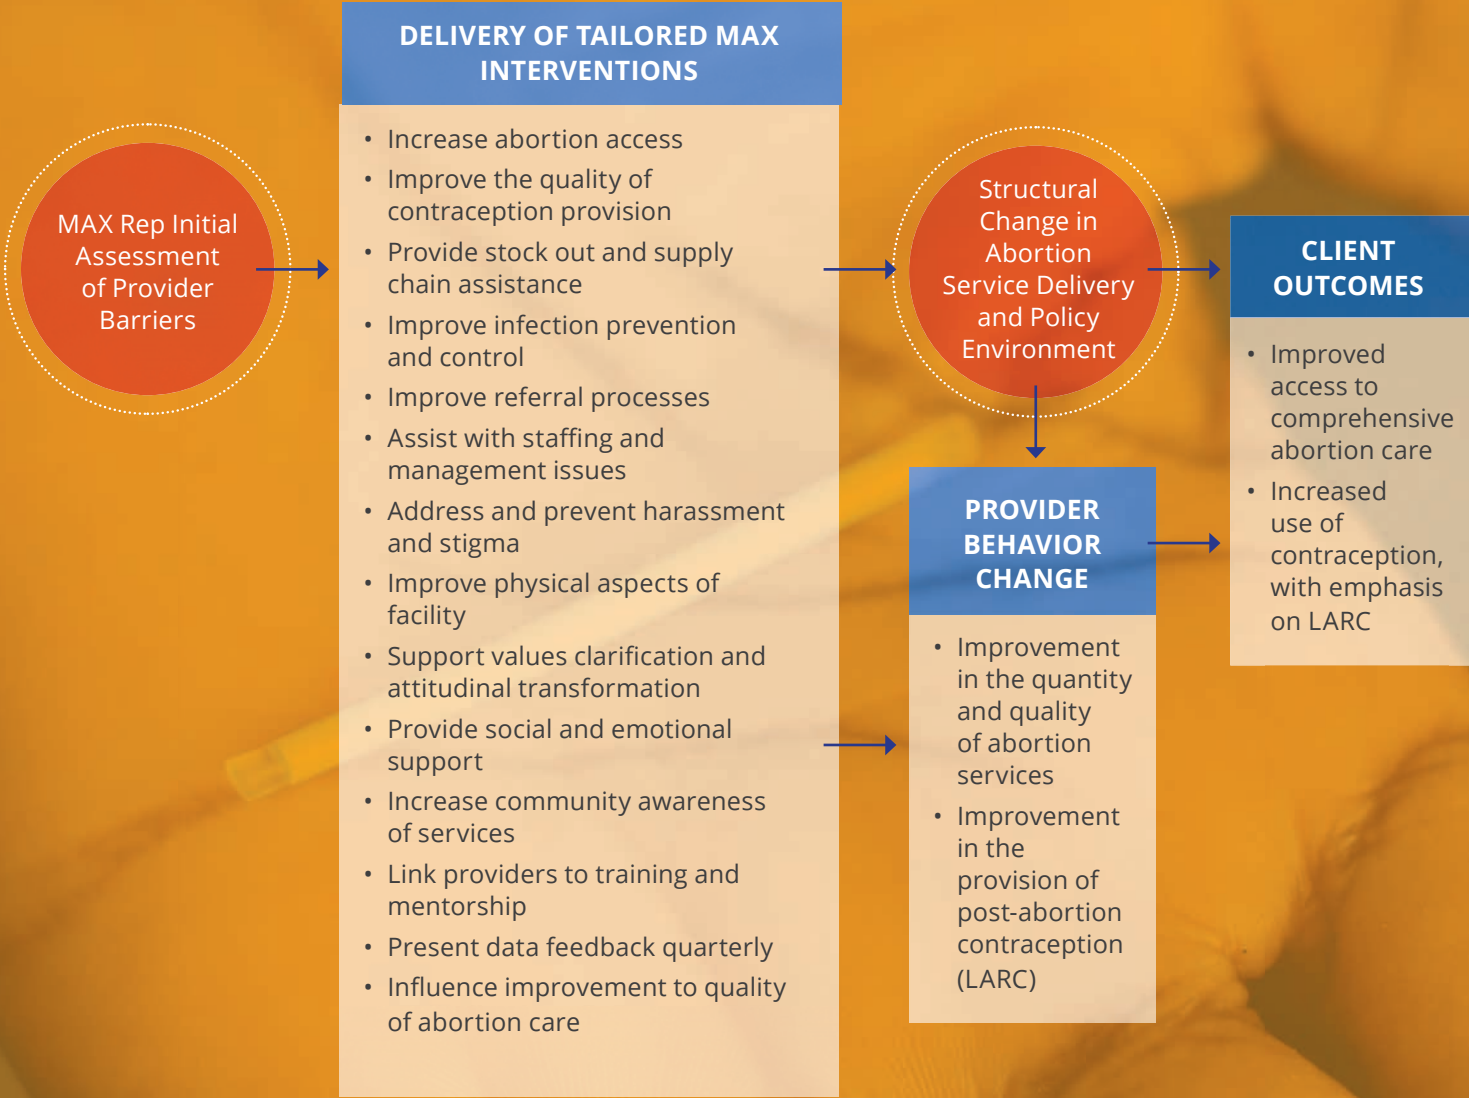 MAX Rep Initial
Assessment
of Provider
Barriers
DELIVERY OF TAILORED MAX
INTERVENTIONS
• Increase abortion access
• Improve the quality of
contraception provision
• Provide stock out and supply
chain assistance
• Improve infection prevention
and control
• Improve referral processes
• Assist with staffing and
management issues
• Address and prevent harassment
and stigma
• Improve physical aspects of
facility
• Support values clarification and
attitudinal transformation
• Provide social and emotional
support
• Increase community awareness
of services
• Link providers to training and
mentorship
• Present data feedback quarterly
• Influence improvement to quality
of abortion care
Structural
Change in
Abortion
Service Delivery
and Policy
Environment
PROVIDER
BEHAVIOR
CHANGE
• Improvement
in the quantity
and quality
of abortion
services
• Improvement
in the
provision of
post-abortion
contraception
(LARC)
CLIENT
OUTCOMES
• Improved
access to
comprehensive
abortion care
• Increased
use of
contraception,
with emphasis
on LARC